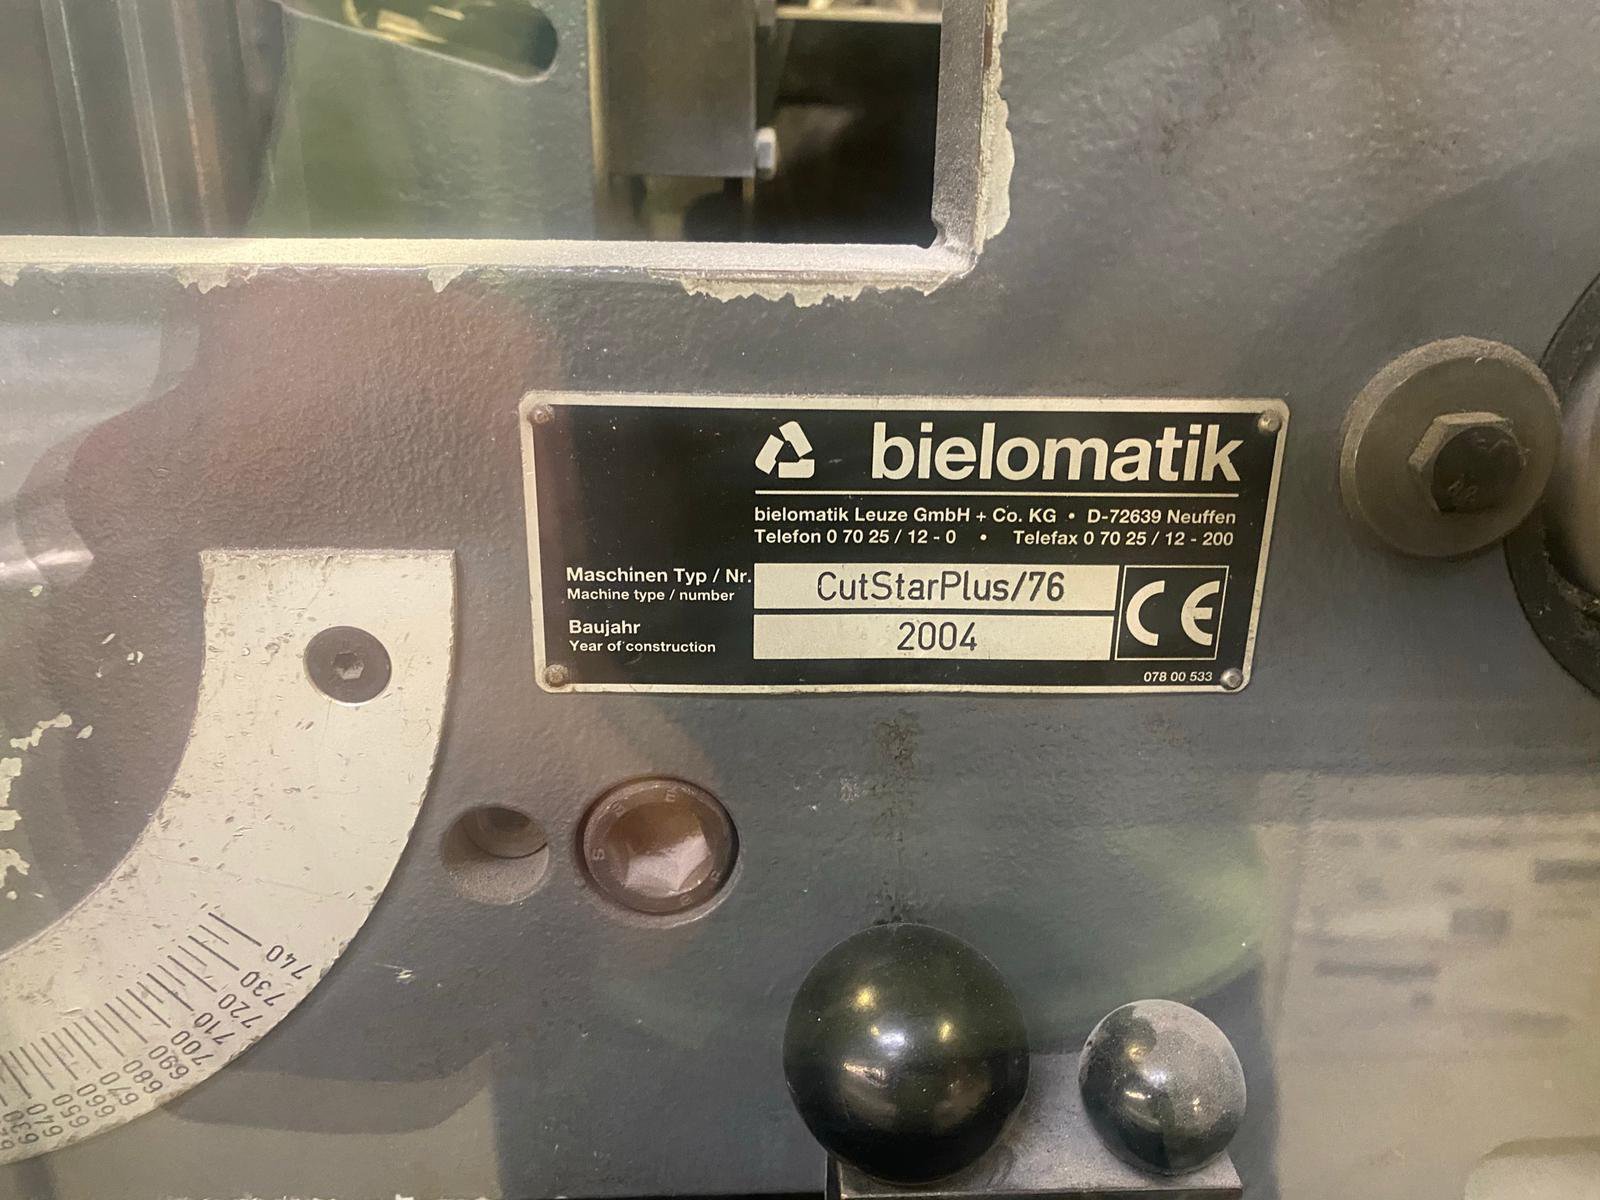 bielomatik
bielomatik Leuze GmbH + Co. KG • D-72639 Neuffen
Telefon 0 70 25 / 12 - 0 • Telefax 0 70 25 / 12 - 200
Maschinen Typ / Nr.
Machine type / number
CutStarPlus/76
CE
Baujahr
Year of construction
2004
078 00 533
740
730
720
710
700
690
680
670
660
650
640
630